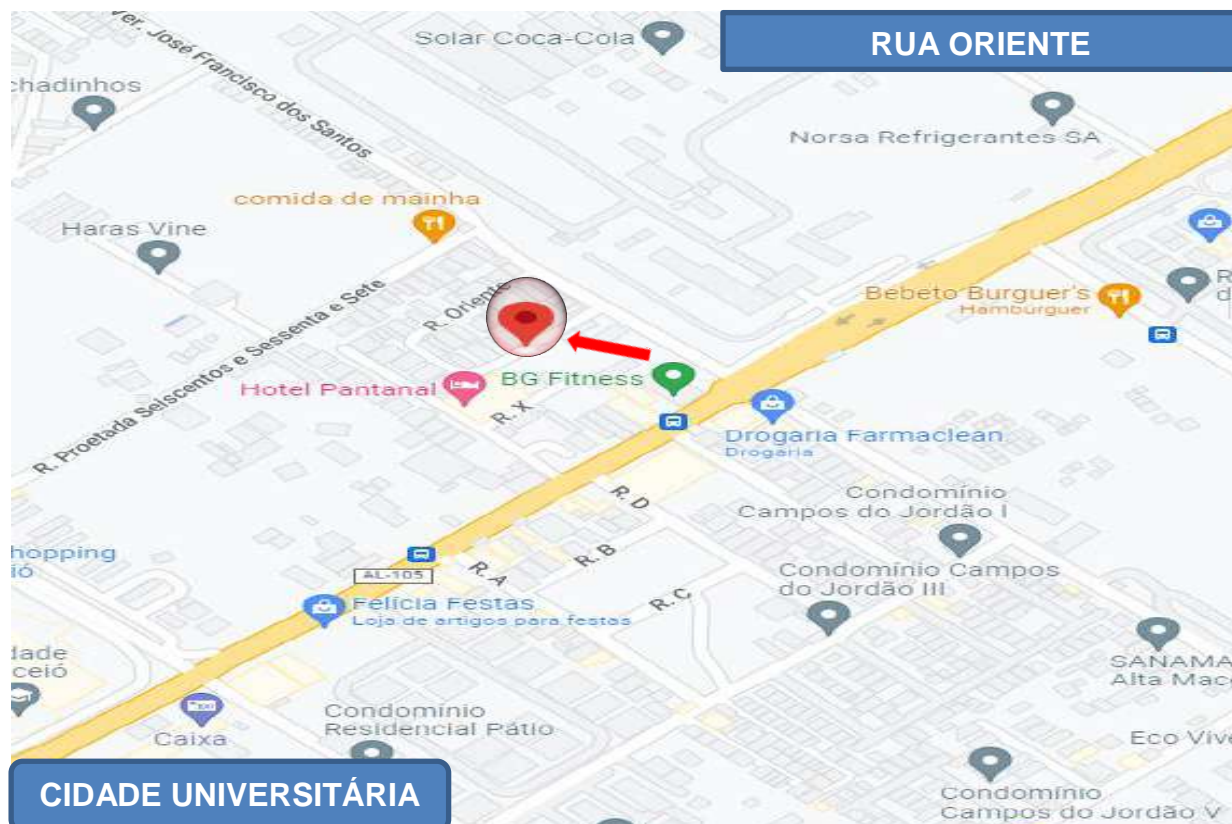 RUA ORIENTE
Solar Coca-Cola
Ver. José Francisco dos Santos
chadinhos
Norsa Refrigerantes SA
comida de mainha
Haras Vine
R. Oriente
Bebeto Burguer's
Hambúrguer
R. Proetada Seiscentos e Sessenta e Sete
Hotel Pantanal
BG Fitness
R. X
Drogaria Farmaclean
Drogaria
R. D
Condomínio
Campos do Jordão I
hopping
ió
AL-105
R. A
R. B
R. C
Condomínio Campos
do Jordão III
Felícia Festas
Loja de artigos para festas
dade
ceió
SANAMA
Alta Mac
Condomínio
Residencial Pátio
Caixa
Eco Viv
CIDADE UNIVERSITÁRIA
Condomínio
Campos do Jordão V